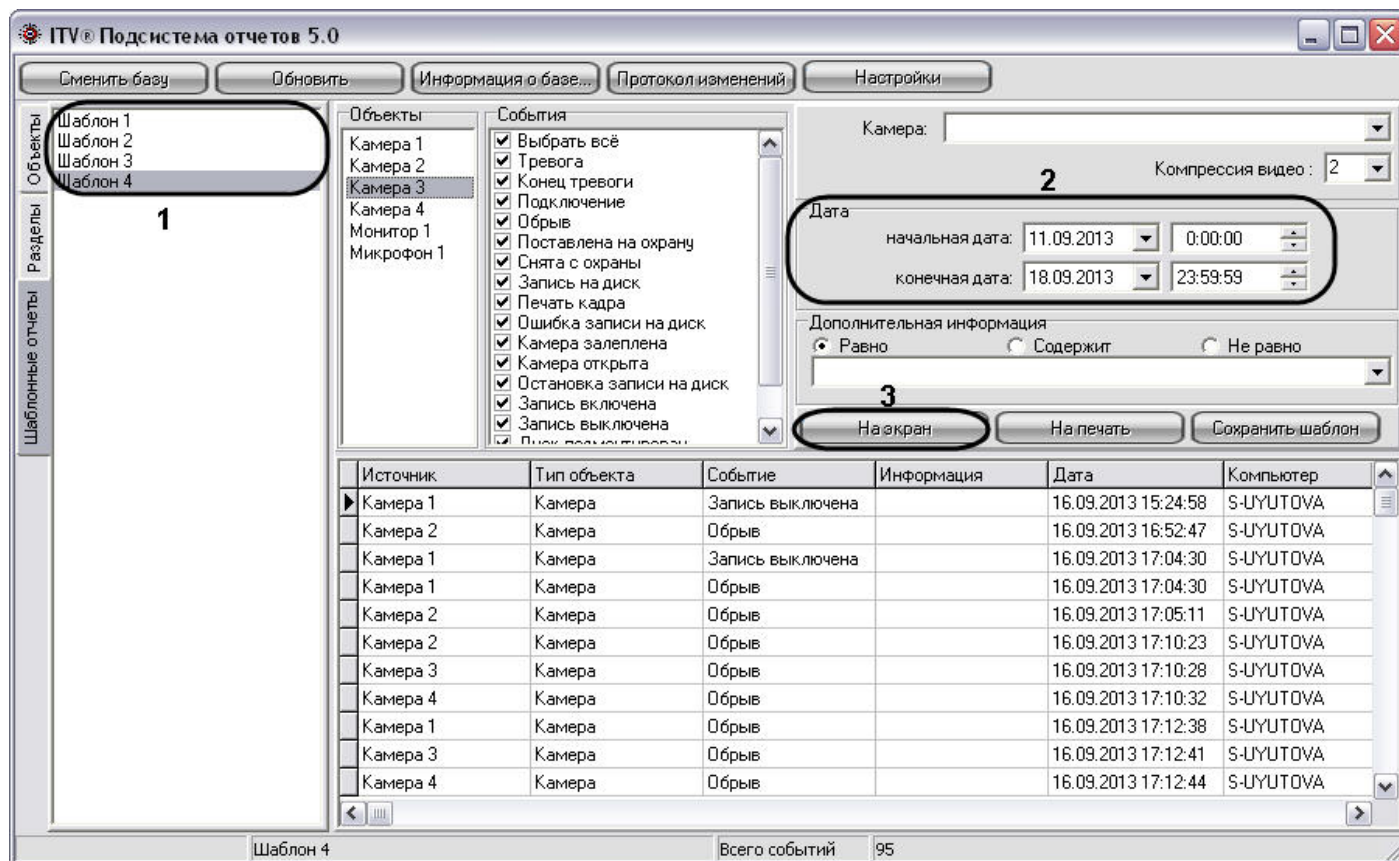 ITV® Подсистема отчетов 5.0
Сменить базу Обновить Информация о базе... Протокол изменений Настройки
Объекты
Разделы
Шаблонные отчеты
Шаблон 1
Шаблон 2
Шаблон 3
Шаблон 4
1
Объекты
Камера 1
Камера 2
Камера 3
Камера 4
Монитор 1
Микрофон 1
События
Выбрать всё
Тревога
Конец тревоги
Подключение
Обрыв
Поставлена на охрану
Снята с охраны
Запись на диск
Печать кадра
Ошибка записи на диск
Камера залеплена
Камера открыта
Остановка записи на диск
Запись включена
Запись выключена
Камера:
Компрессия видео : 2
2
Дата
начальная дата: 11.09.2013 0:00:00
конечная дата: 18.09.2013 23:59:59
Дополнительная информация
Равно Содержит Не равно
3
На экран На печать Сохранить шаблон
Источник Тип объекта Событие Информация Дата Компьютер
Камера 1 Камера Запись выключена 16.09.2013 15:24:58 S-UYUTOVA
Камера 2 Камера Обрыв 16.09.2013 16:52:47 S-UYUTOVA
Камера 1 Камера Запись выключена 16.09.2013 17:04:30 S-UYUTOVA
Камера 1 Камера Обрыв 16.09.2013 17:04:30 S-UYUTOVA
Камера 2 Камера Обрыв 16.09.2013 17:05:11 S-UYUTOVA
Камера 2 Камера Обрыв 16.09.2013 17:10:23 S-UYUTOVA
Камера 3 Камера Обрыв 16.09.2013 17:10:28 S-UYUTOVA
Камера 4 Камера Обрыв 16.09.2013 17:10:32 S-UYUTOVA
Камера 1 Камера Обрыв 16.09.2013 17:12:38 S-UYUTOVA
Камера 3 Камера Обрыв 16.09.2013 17:12:41 S-UYUTOVA
Камера 4 Камера Обрыв 16.09.2013 17:12:44 S-UYUTOVA
Шаблон 4 Всего событий 95